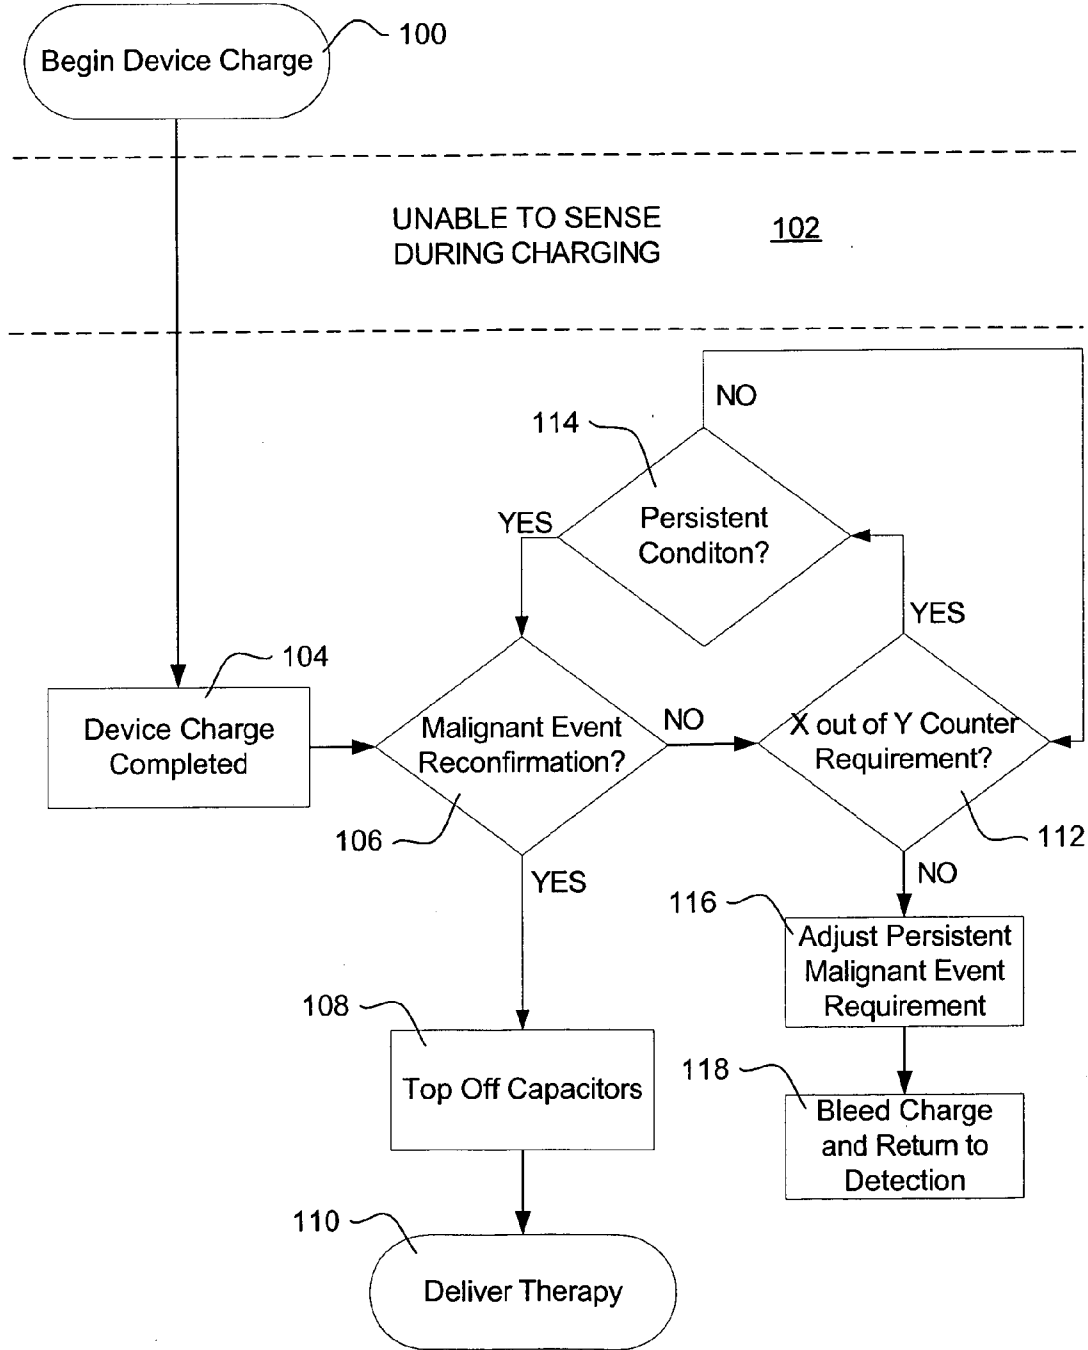 Begin Device Charge
100
UNABLE TO SENSE
DURING CHARGING
102
NO
114
Persistent
Conditon?
YES
YES
104
Device Charge
Completed
Malignant Event
Reconfirmation?
NO
X out of Y Counter
Requirement?
106
112
YES
NO
116
Adjust Persistent
Malignant Event
Requirement
108
Top Off Capacitors
118
Bleed Charge
and Return to
Detection
110
Deliver Therapy